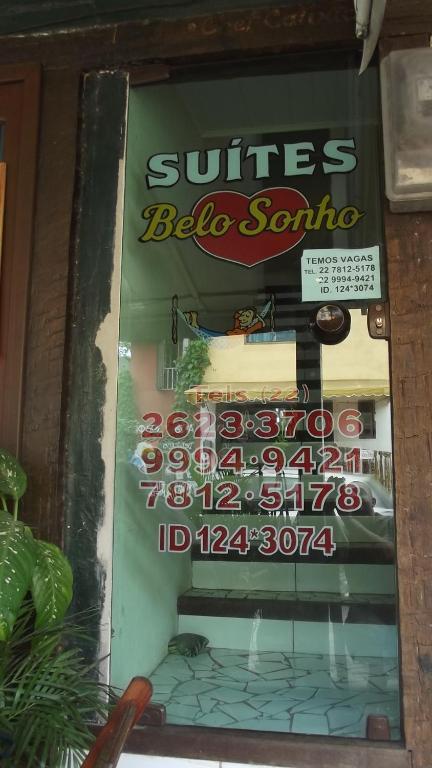 SUÍTES
Belo Sonho
TEMOS VAGAS
TEL. 22 7812-5178
22 9994-9421
ID. 124*3074
Tels (22)
2623-3706
9994-9421
7812-5178
ID 124*3074